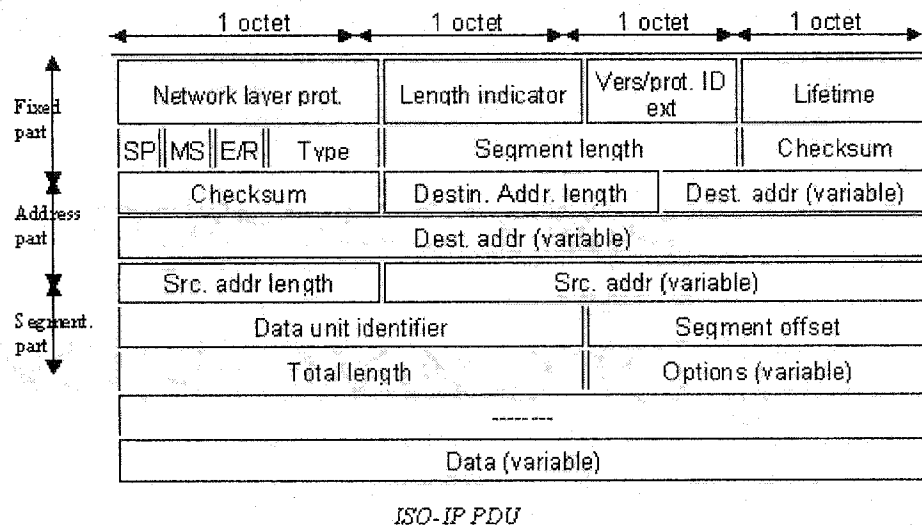 1 octet 1 octet 1 octet 1 octet
Fixed part
Network layer prot. Length indicator Vers/prot. ID ext Lifetime
SP MS E/R Type Segment length Checksum
Address part
Checksum Destin. Addr. length Dest. addr (variable)
Dest. addr (variable)
Src. addr length Src. addr (variable)
Segment. part
Data unit identifier Segment offset
Total length Options (variable)
--------
Data (variable)
ISO-IP PDU